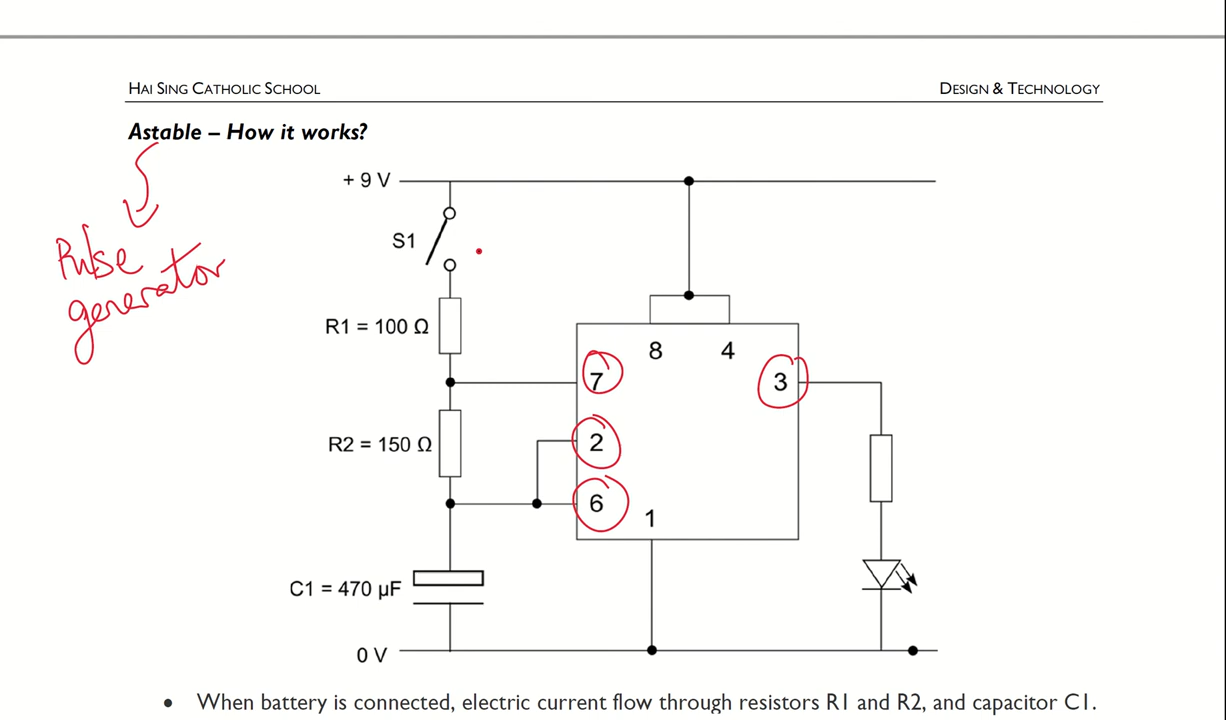 HAI SING CATHOLIC SCHOOL DESIGN & TECHNOLOGY
Astable – How it works?
Pulse
generator
+ 9 V
S1
R1 = 100 Ω
8 4
7 3
R2 = 150 Ω 2
6
1
C1 = 470 µF
0 V
• When battery is connected, electric current flow through resistors R1 and R2, and capacitor C1.